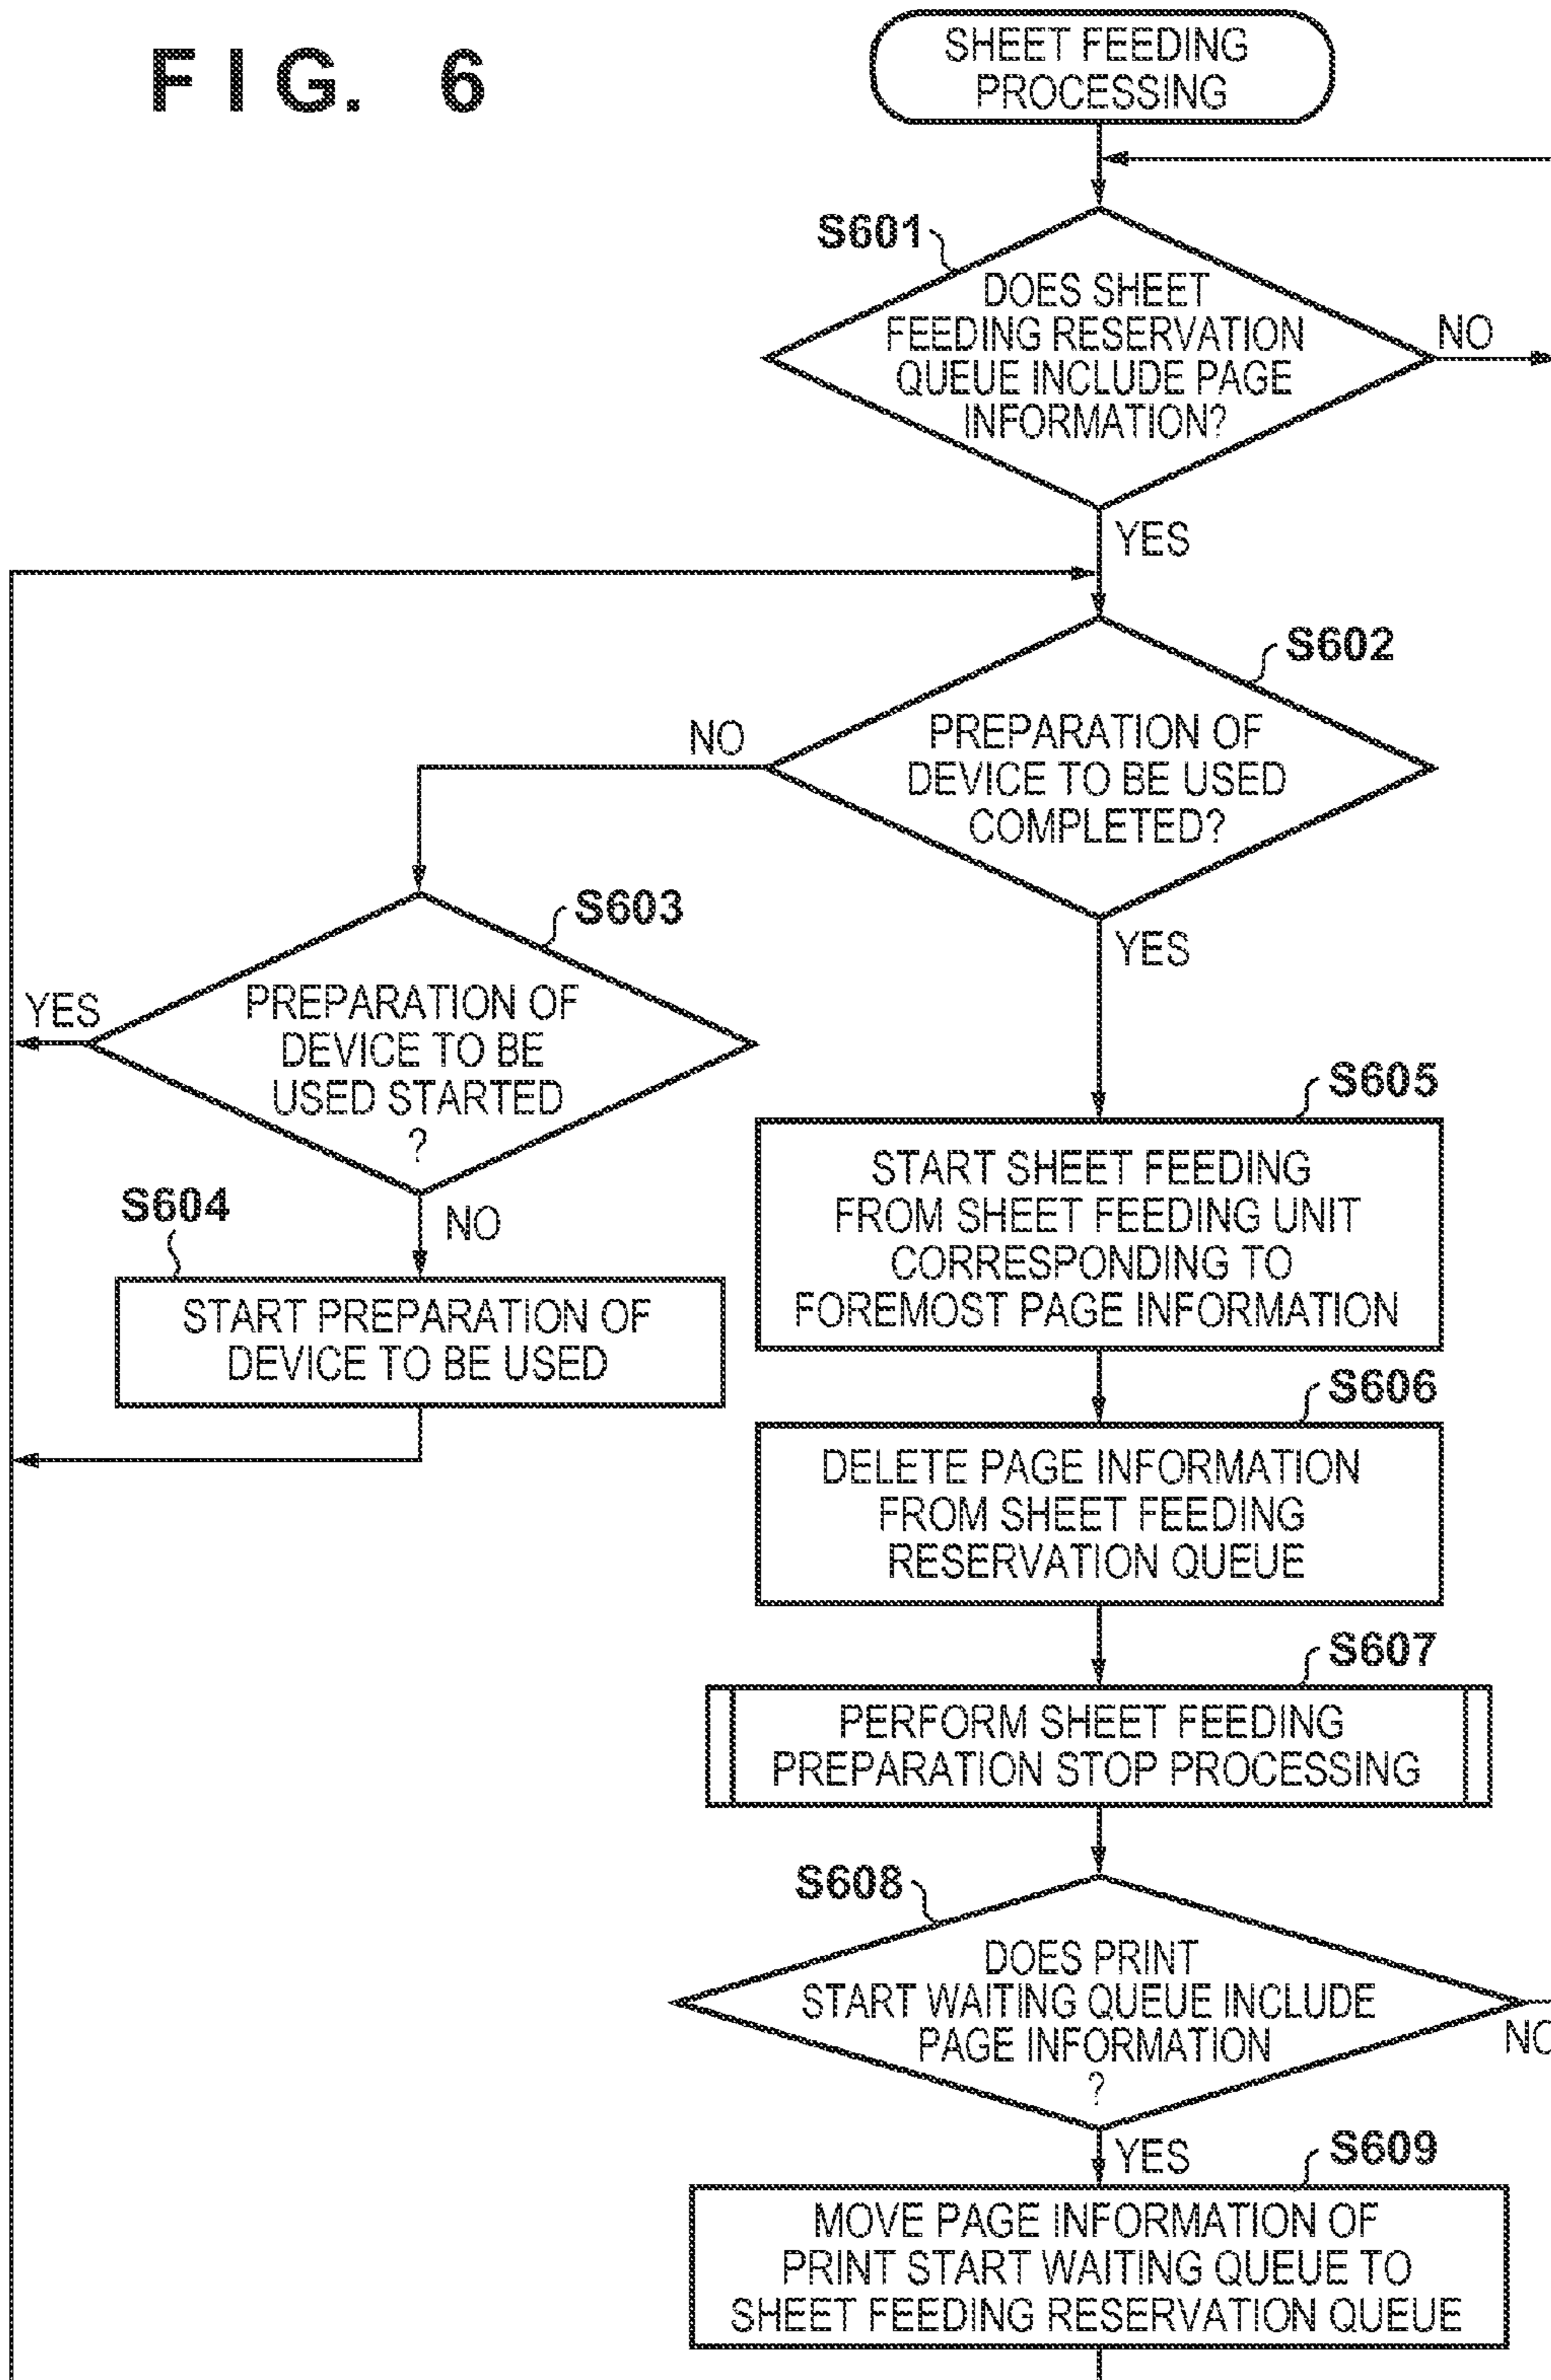 FIG. 6
SHEET FEEDING
PROCESSING
S601
DOES SHEET
FEEDING RESERVATION
QUEUE INCLUDE PAGE
INFORMATION?
NO
YES
S602
PREPARATION OF
DEVICE TO BE USED
COMPLETED?
NO
YES
S603
PREPARATION OF
DEVICE TO BE
USED STARTED
?
YES
NO
S604
START PREPARATION OF
DEVICE TO BE USED
S605
START SHEET FEEDING
FROM SHEET FEEDING UNIT
CORRESPONDING TO
FOREMOST PAGE INFORMATION
S606
DELETE PAGE INFORMATION
FROM SHEET FEEDING
RESERVATION QUEUE
S607
PERFORM SHEET FEEDING
PREPARATION STOP PROCESSING
S608
DOES PRINT
START WAITING QUEUE INCLUDE
PAGE INFORMATION
?
NO
YES
S609
MOVE PAGE INFORMATION OF
PRINT START WAITING QUEUE TO
SHEET FEEDING RESERVATION QUEUE